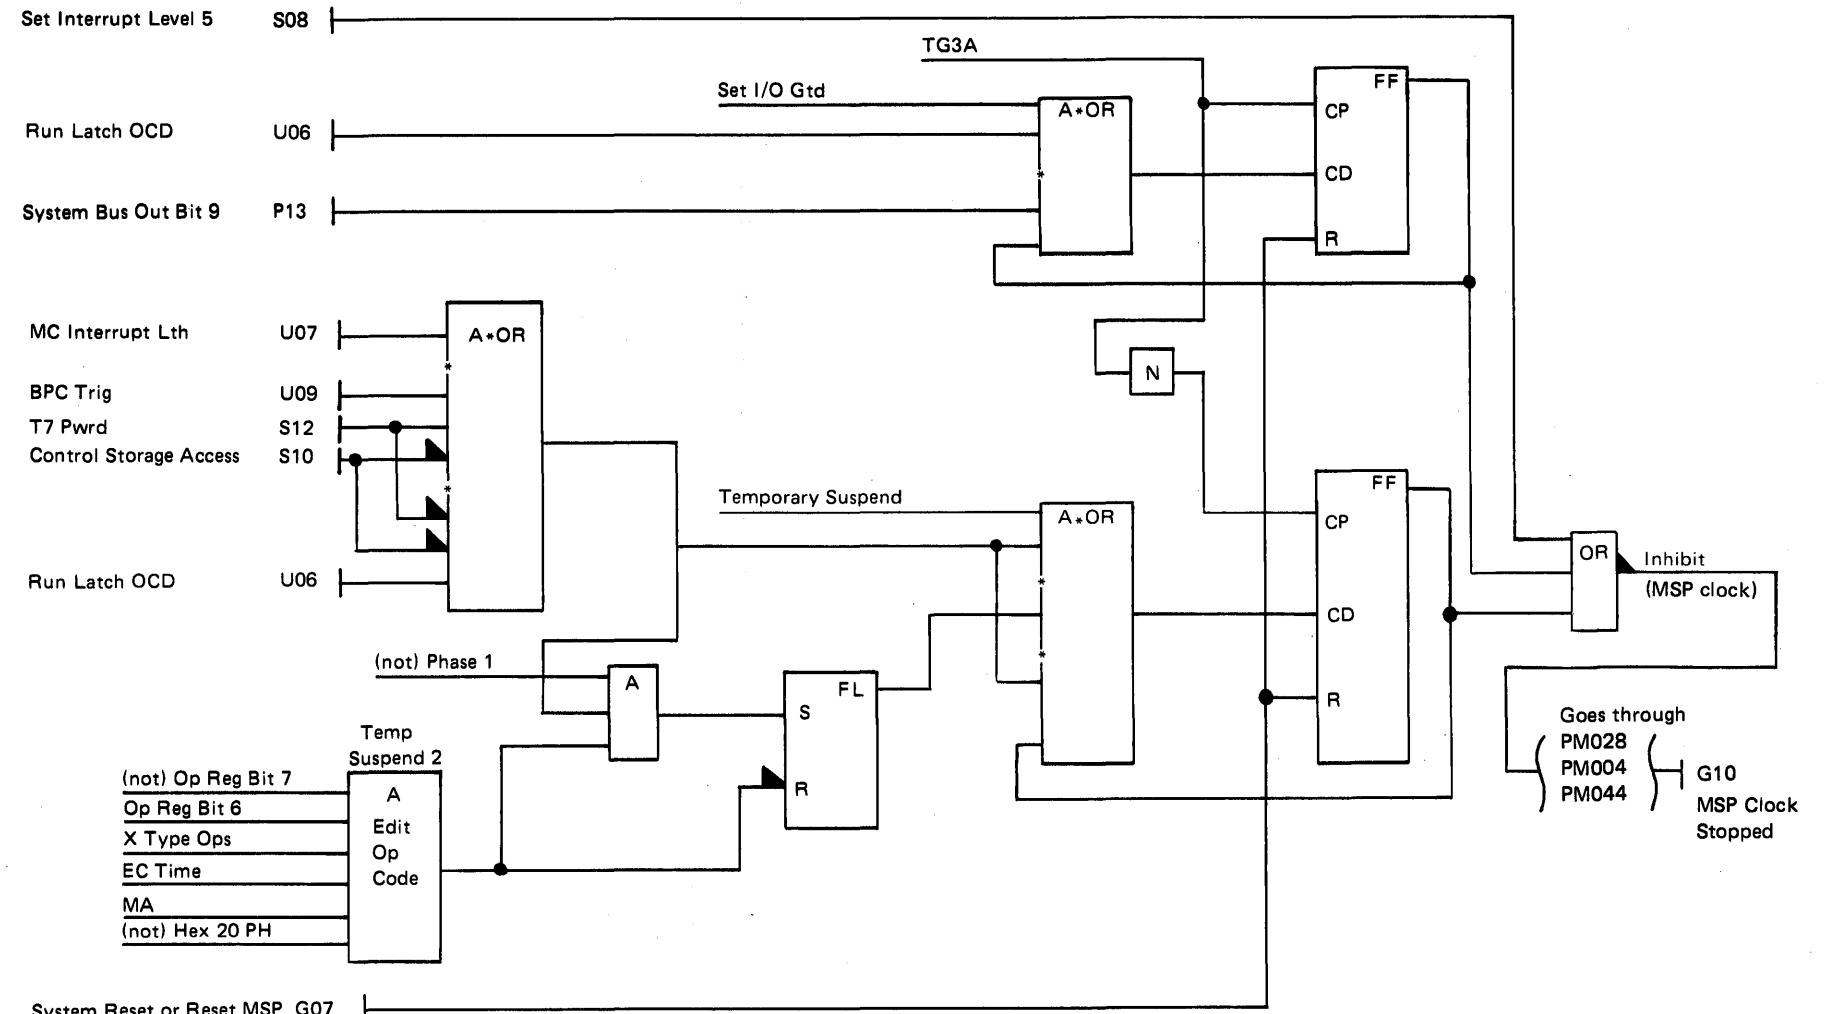 Set Interrupt Level 5 S08
TG3A
Set I/O Gtd
A*OR
FF
CP
CD
R
Run Latch OCD U06
*
System Bus Out Bit 9 P13
MC Interrupt Lth U07
A*OR
*
BPC Trig U09
T7 Pwrd S12
Control Storage Access S10
*
Run Latch OCD U06
N
Temporary Suspend
A*OR
*
*
FF
CP
CD
R
OR
Inhibit
(MSP clock)
(not) Phase 1
A
FL
S
R
Temp
Suspend 2
(not) Op Reg Bit 7
Op Reg Bit 6
X Type Ops
EC Time
MA
(not) Hex 20 PH
A
Edit
Op
Code
Goes through
PM028
PM004
PM044
G10
MSP Clock
Stopped
System Reset or Reset MSP G07